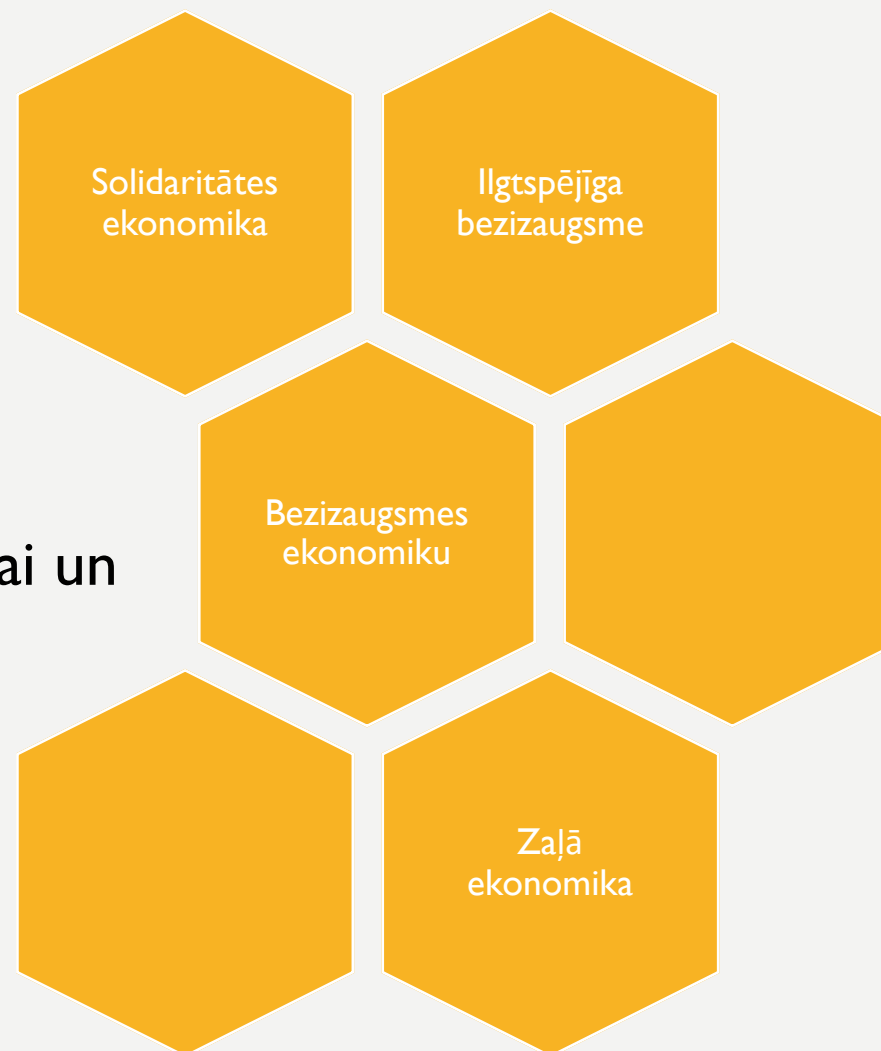 Solidaritātes
ekonomika
Ilgtspējīga
bezizaugsme
Bezizaugsmes
ekonomiku
ai un
Zaļā
ekonomika